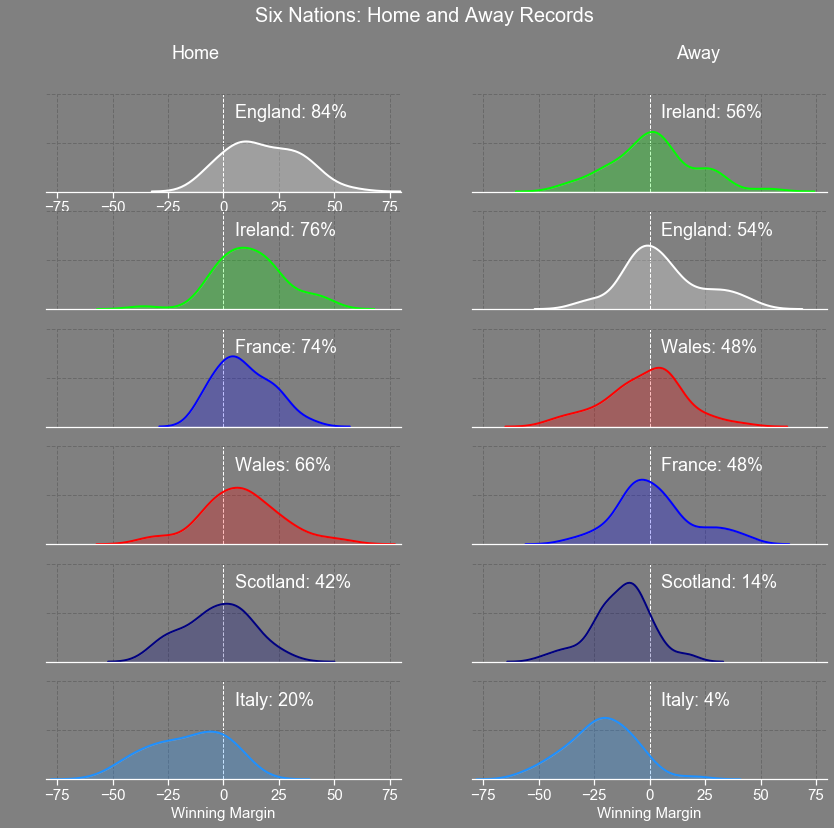 Six Nations: Home and Away Records
Home
Away
England: 84%
Ireland: 56%
−75 −50 −25 0 25 50 75
Ireland: 76%
England: 54%
France: 74%
Wales: 48%
Wales: 66%
France: 48%
Scotland: 42%
Scotland: 14%
Italy: 20%
Italy: 4%
−75 −50 −25 0 25 50 75
−75 −50 −25 0 25 50 75
Winning Margin
Winning Margin